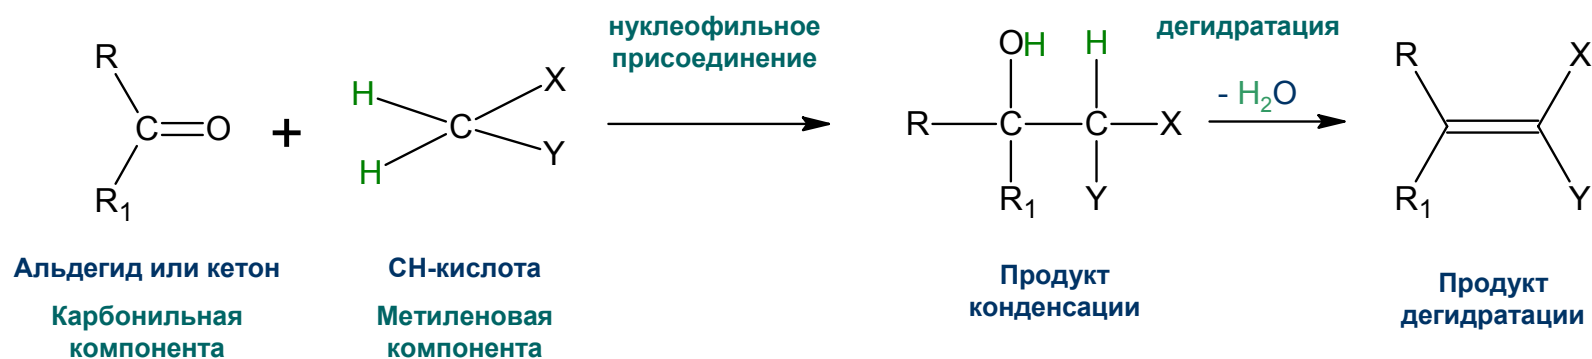 нуклеофильное
присоединение
дегидратация
R
R1
C
O
+
H
H
C
X
Y
OH
H
R
C
C
X
R1
Y
- H2O
R
X
R1
Y
Альдегид или кетон
СН-кислота
Продукт
конденсации
Продукт
дегидратации
Карбонильная
компонента
Метиленовая
компонента